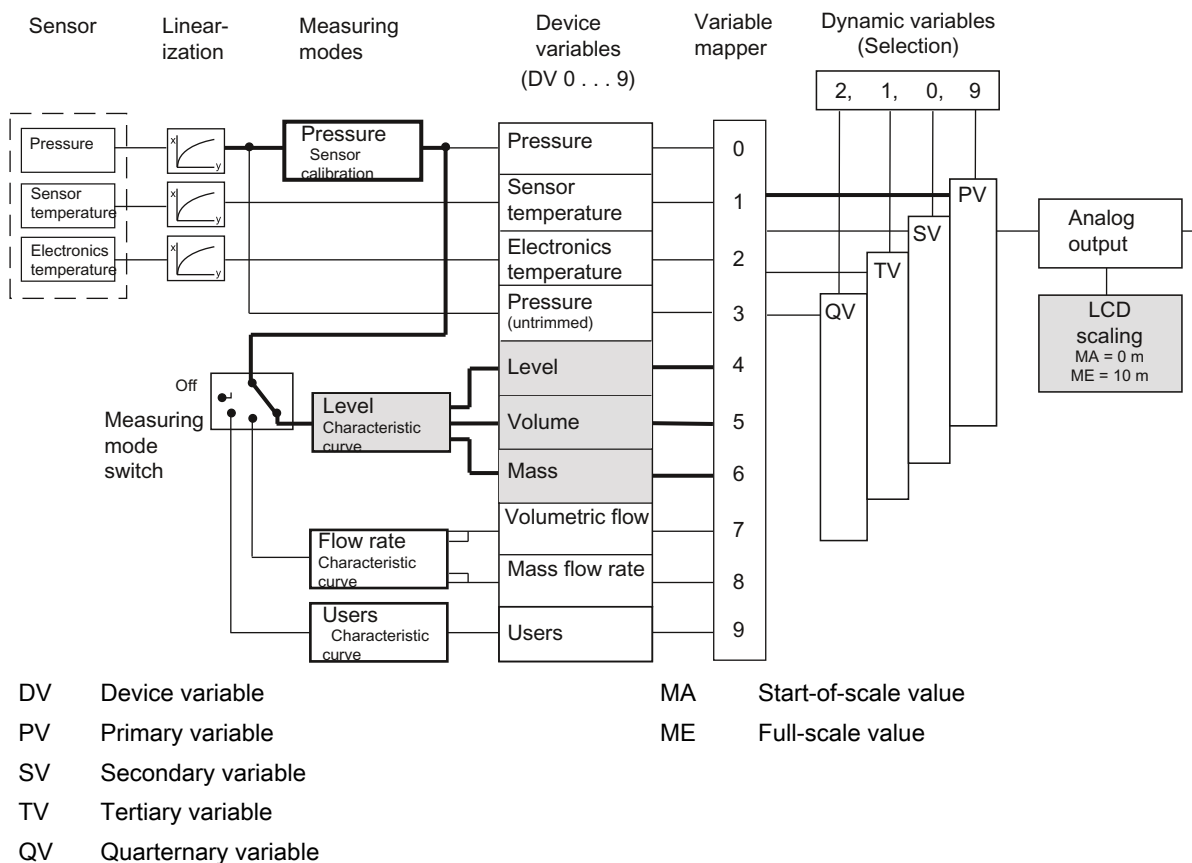 Sensor
Linear-
ization
Measuring
modes
Device
variables
(DV 0 . . . 9)
Variable
mapper
Dynamic variables
(Selection)
2, 1, 0, 9
Pressure
Sensor
temperature
Electronics
temperature
x
y
x
y
x
y
Pressure
Sensor
calibration
Pressure
Sensor
temperature
Electronics
temperature
Pressure
(untrimmed)
Level
Volume
Mass
Volumetric flow
Mass flow rate
Users
0
1
2
3
4
5
6
7
8
9
PV
SV
TV
QV
Analog
output
LCD
scaling
MA = 0 m
ME = 10 m
Off
Measuring
mode
switch
Level
Characteristic
curve
Flow rate
Characteristic
curve
Users
Characteristic
curve
DV Device variable
PV Primary variable
SV Secondary variable
TV Tertiary variable
QV Quarternary variable
MA Start-of-scale value
ME Full-scale value